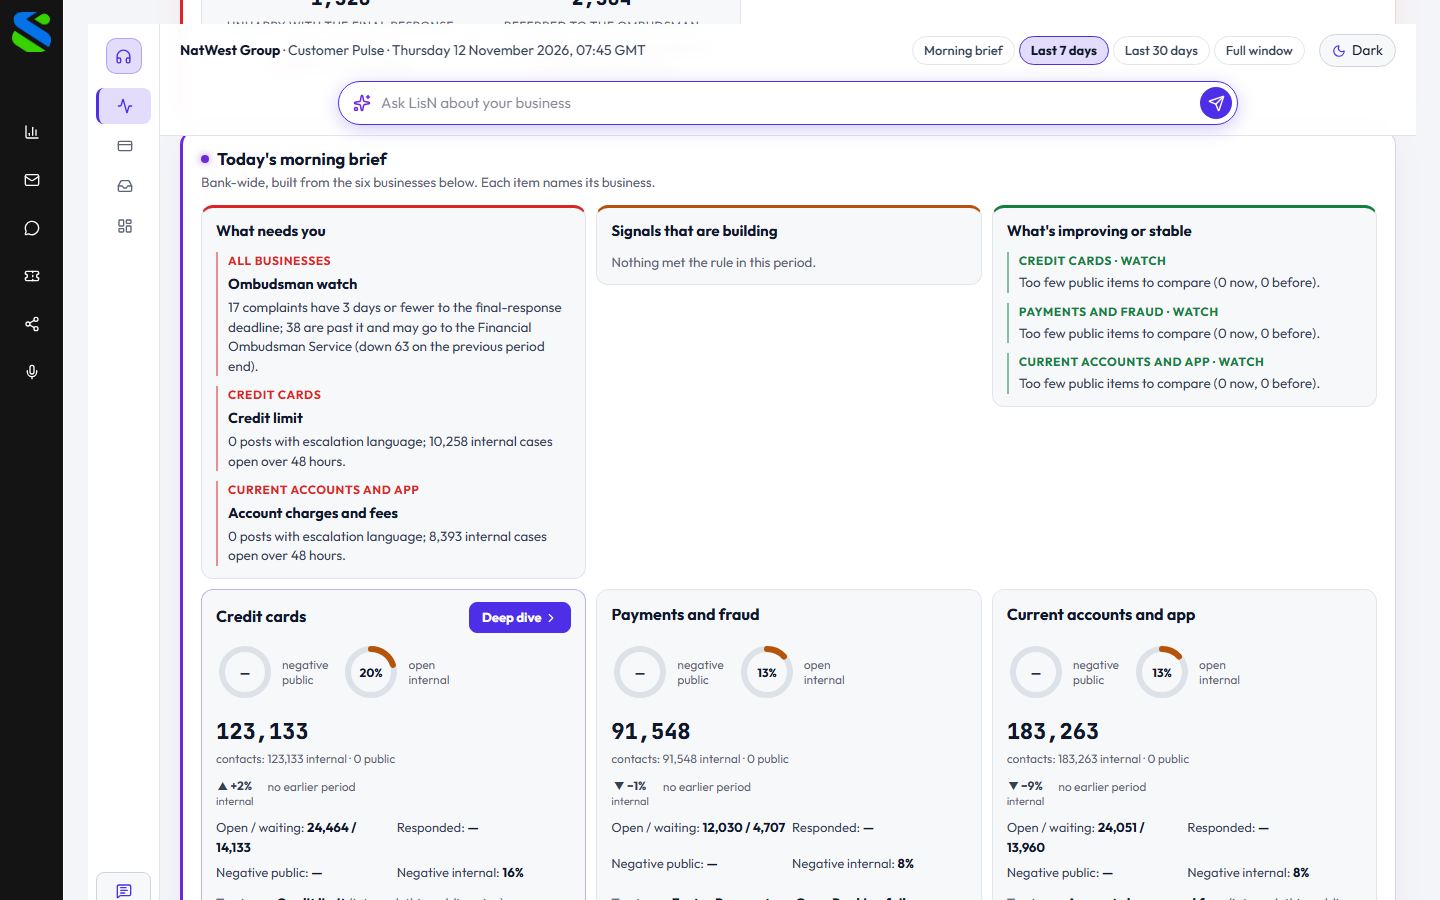 NatWest Group · Customer Pulse · Thursday 12 November 2026, 07:45 GMT
Morning brief
Last 7 days
Last 30 days
Full window
Dark
Ask LisN about your business
Today's morning brief
Bank-wide, built from the six businesses below. Each item names its business.
What needs you
ALL BUSINESSES
Ombudsman watch
17 complaints have 3 days or fewer to the final-response
deadline; 38 are past it and may go to the Financial
Ombudsman Service (down 63 on the previous period
end).
CREDIT CARDS
Credit limit
0 posts with escalation language; 10,258 internal cases
open over 48 hours.
CURRENT ACCOUNTS AND APP
Account charges and fees
0 posts with escalation language; 8,393 internal cases
open over 48 hours.
Signals that are building
Nothing met the rule in this period.
What's improving or stable
CREDIT CARDS · WATCH
Too few public items to compare (0 now, 0 before).
PAYMENTS AND FRAUD · WATCH
Too few public items to compare (0 now, 0 before).
CURRENT ACCOUNTS AND APP · WATCH
Too few public items to compare (0 now, 0 before).
Credit cards
Deep dive
–
negative
public
20%
open
internal
123,133
contacts: 123,133 internal · 0 public
▲ +2% no earlier period
internal
Open / waiting: 24,464 /
14,133
Responded: —
Negative public: —
Negative internal: 16%
Payments and fraud
–
negative
public
13%
open
internal
91,548
contacts: 91,548 internal · 0 public
▼ −1% no earlier period
internal
Open / waiting: 12,030 / 4,707
Responded: —
Negative public: —
Negative internal: 8%
Current accounts and app
–
negative
public
13%
open
internal
183,263
contacts: 183,263 internal · 0 public
▼ −9% no earlier period
internal
Open / waiting: 24,051 /
13,960
Responded: —
Negative public: —
Negative internal: 8%